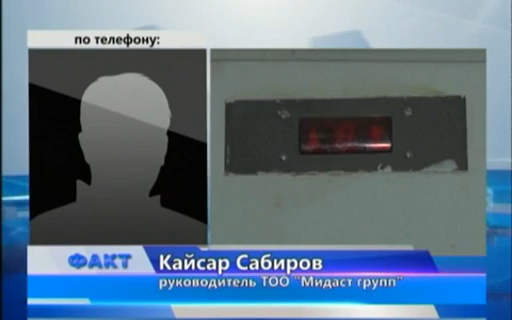 по телефону:
ФАКТ
Кайсар Сабиров
руководитель ТОО "Мидаст групп"